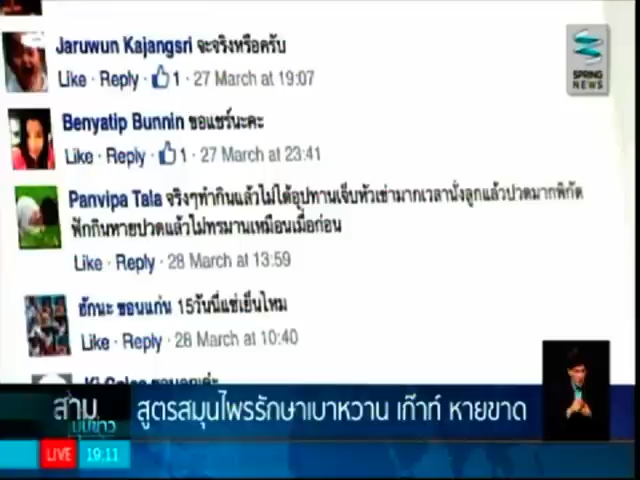 Jaruwun Kajangsri จะจริงหรือครับ
Like · Reply · 1 · 27 March at 19:07
SPRING
NEWS
Benyatip Bunnin ขอแชร์นะคะ
Like · Reply · 1 · 27 March at 23:41
Panvipa Tala จริงๆทำกินแล้วไม่ได้อุปทานเจ็บหัวเข่ามากเวลานั่งลูกแล้วปวดมากพิกัด
ฟักกินหายปวดแล้วไม่ทรมานเหมือนเมื่อก่อน
Like · Reply · 28 March at 13:59
ฮักนะ ขอนแก่น 15วันนี่แช่เย็นไหม
Like · Reply · 28 March at 10:40
สาม
มุมข่าว
สูตรสมุนไพรรักษาเบาหวาน เก๊าท์ หายขาด
LIVE 19:11